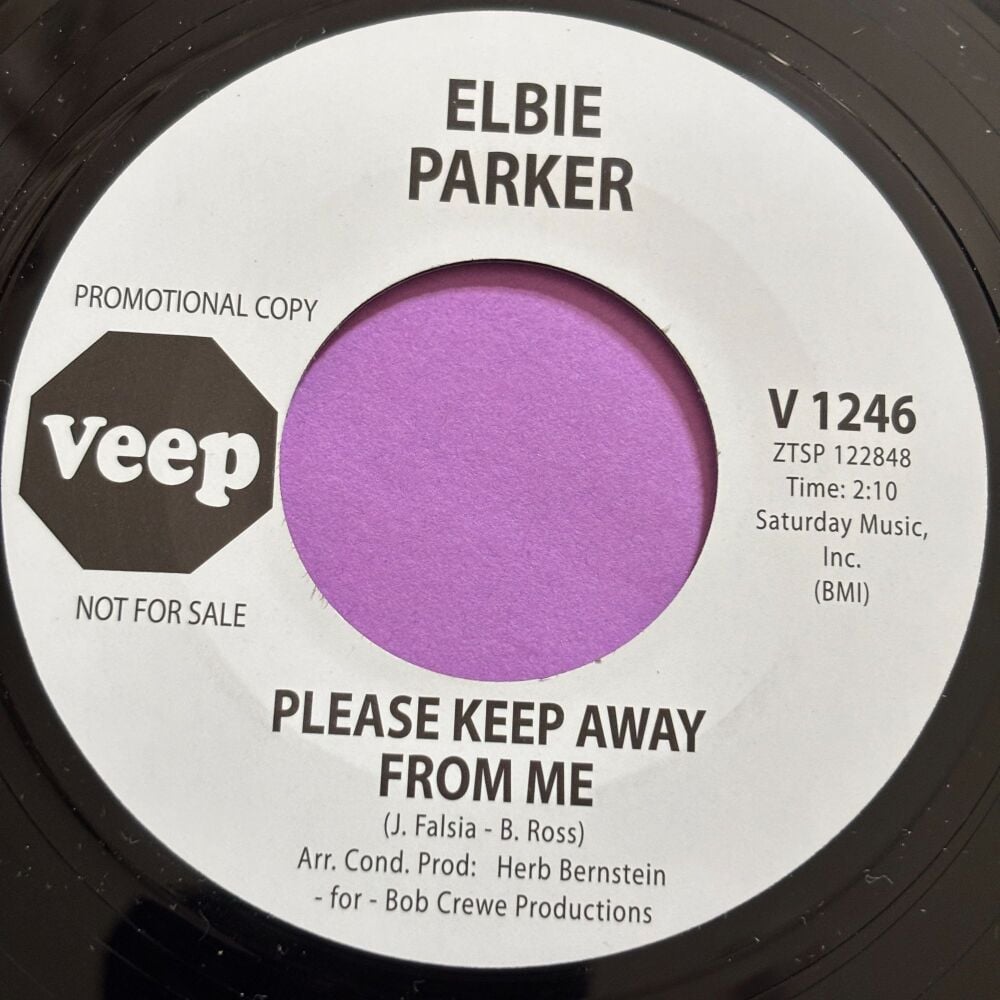 ELBIE
PARKER
PROMOTIONAL COPY
veep
NOT FOR SALE
V 1246
ZTSP 122848
Time: 2:10
Saturday Music,
Inc.
(BMI)
PLEASE KEEP AWAY
FROM ME
(J. Falsia - B. Ross)
Arr. Cond. Prod: Herb Bernstein
- for - Bob Crewe Productions